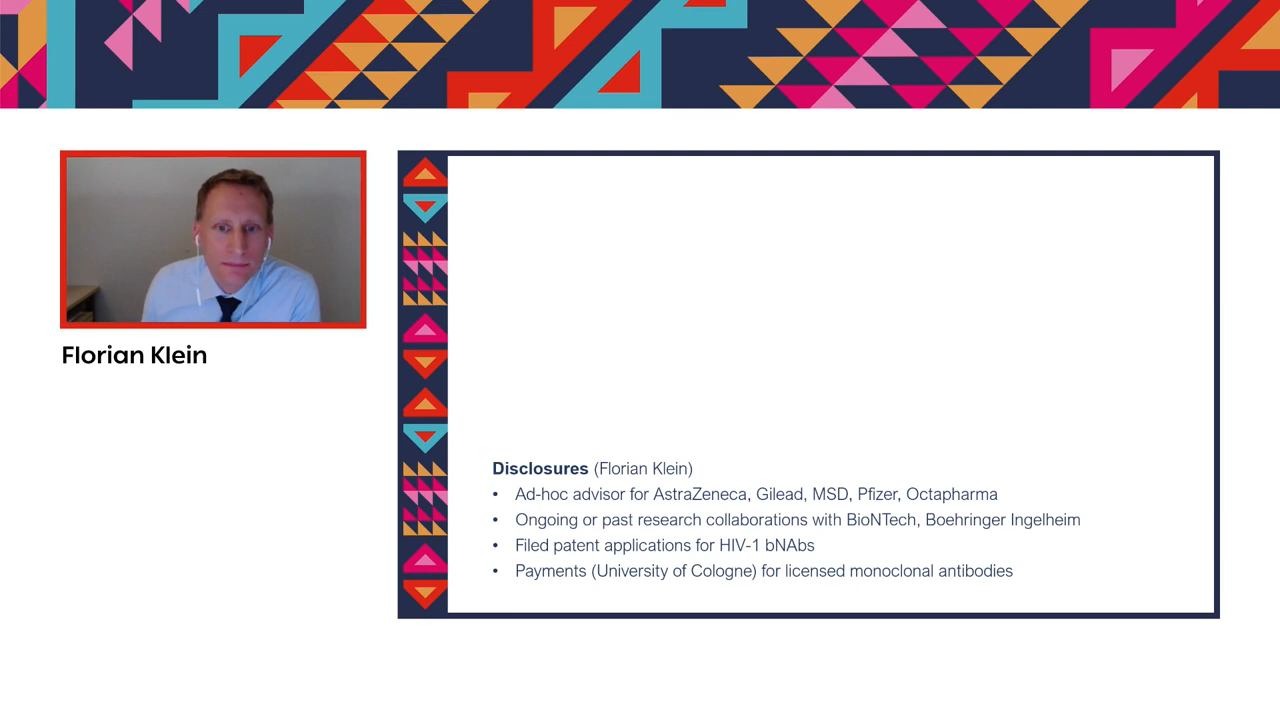 Florian Klein
Disclosures (Florian Klein)
• Ad-hoc advisor for AstraZeneca, Gilead, MSD, Pfizer, Octapharma
• Ongoing or past research collaborations with BioNTech, Boehringer Ingelheim
• Filed patent applications for HIV-1 bNAbs
• Payments (University of Cologne) for licensed monoclonal antibodies